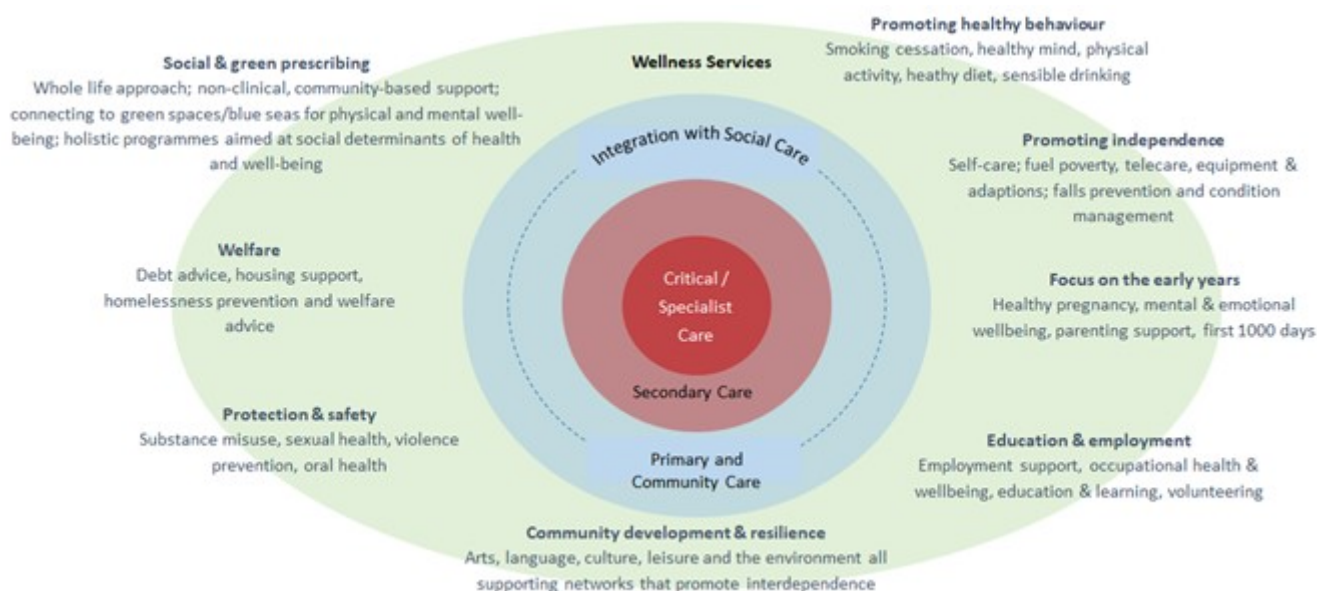 Promoting healthy behaviour
Smoking cessation, healthy mind, physical
activity, heathy diet, sensible drinking
Social & green prescribing
Whole life approach; non-clinical, community-based support;
connecting to green spaces/blue seas for physical and mental well-
being; holistic programmes aimed at social determinants of health
and well-being
Wellness Services
Integration with Social Care
Promoting independence
Self-care; fuel poverty, telecare, equipment &
adaptions; falls prevention and condition
management
Welfare
Debt advice, housing support,
homelessness prevention and welfare
advice
Critical /
Specialist
Care
Focus on the early years
Healthy pregnancy, mental & emotional
wellbeing, parenting support, first 1000 days
Secondary Care
Protection & safety
Substance misuse, sexual health, violence
prevention, oral health
Primary and
Community Care
Education & employment
Employment support, occupational health &
wellbeing, education & learning, volunteering
Community development & resilience
Arts, language, culture, leisure and the environment all
supporting networks that promote interdependence